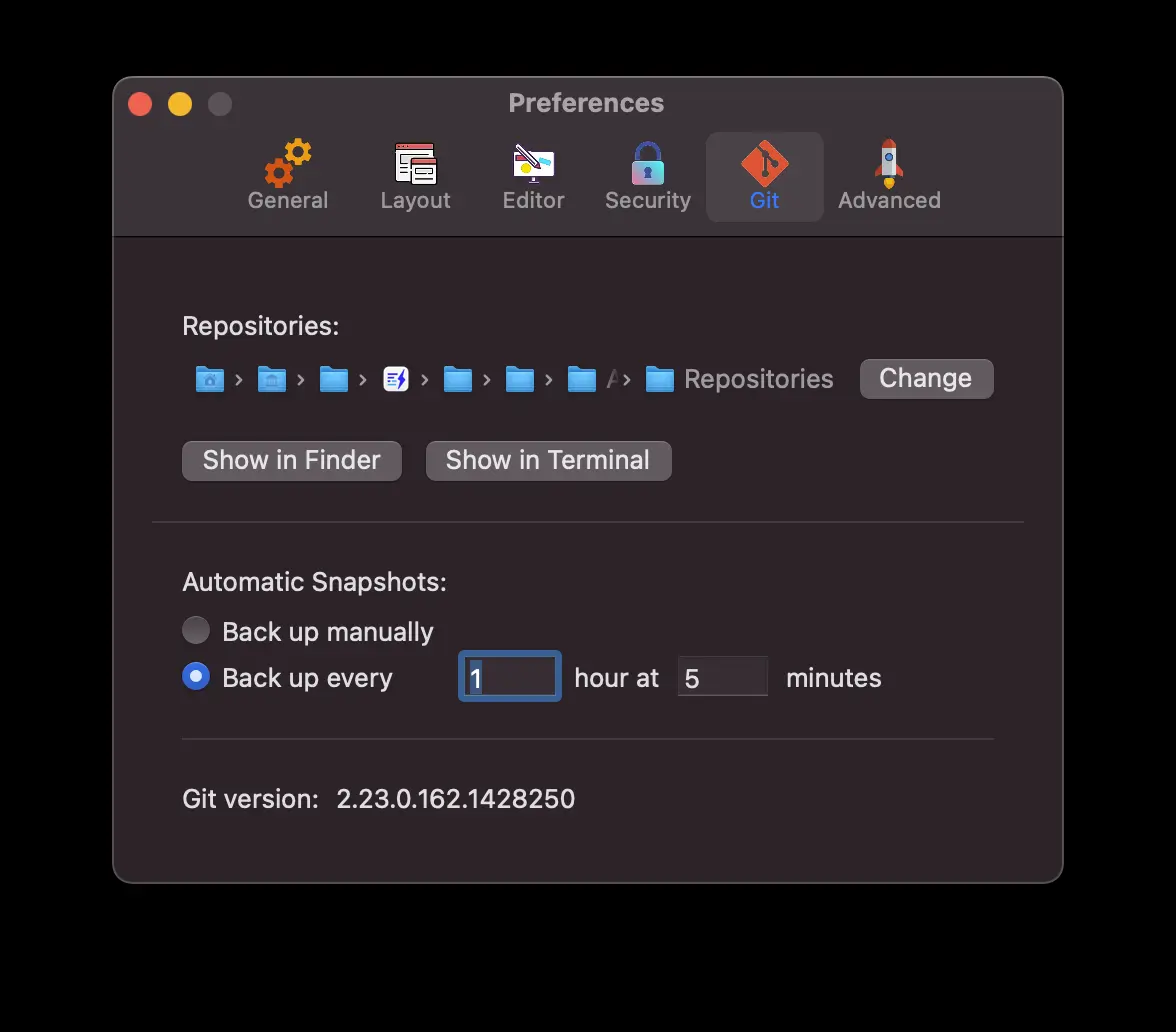 Preferences
General Layout Editor Security Git Advanced
Repositories:
Repositories Change
Show in Finder Show in Terminal
Automatic Snapshots:
Back up manually
Back up every 1 hour at 5 minutes
Git version: 2.23.0.162.1428250